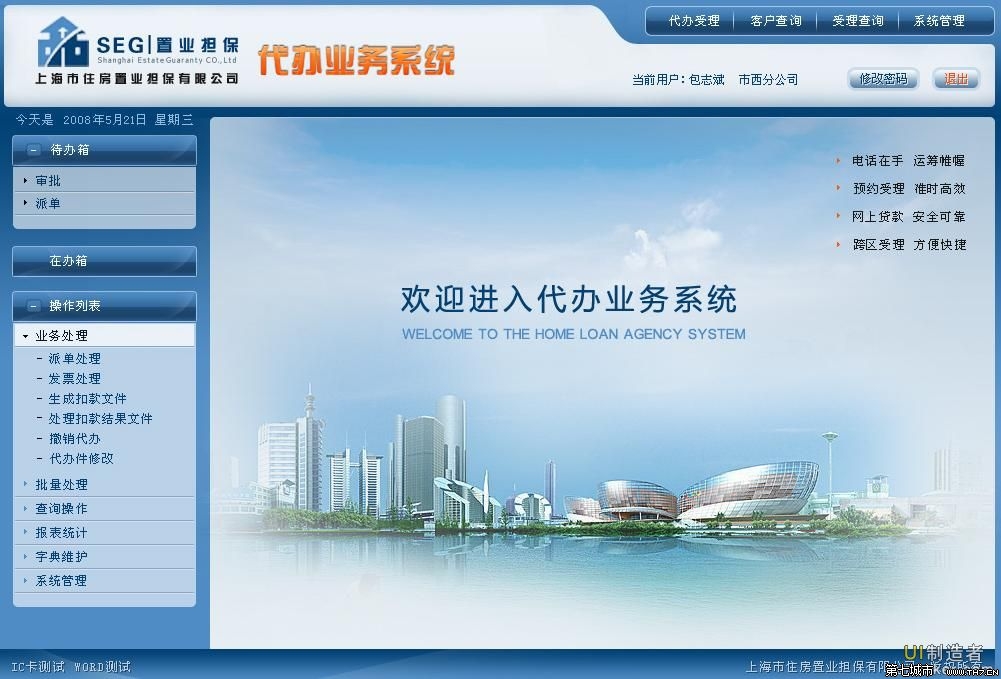 代办受理 客户查询 受理查询 系统管理
SEG|置业担保
Shanghai Estate Guaranty CO.,Ltd
上海市住房置业担保有限公司
代办业务系统
当前用户：包志斌 市西分公司
修改密码 退出
今天是 2008年5月21日 星期三
待办箱
审批
派单
在办箱
操作列表
业务处理
派单处理
发票处理
生成扣款文件
处理扣款结果文件
撤销代办
代办件修改
批量处理
查询操作
报表统计
字典维护
系统管理
电话在手 运筹帷幄
预约受理 准时高效
网上贷款 安全可靠
跨区受理 方便快捷
欢迎进入代办业务系统
WELCOME TO THE HOME LOAN AGENCY SYSTEM
IC卡测试 WORD测试
上海市住房置业担保有限
UI制造者
第七城市 WWW.TH7.CN